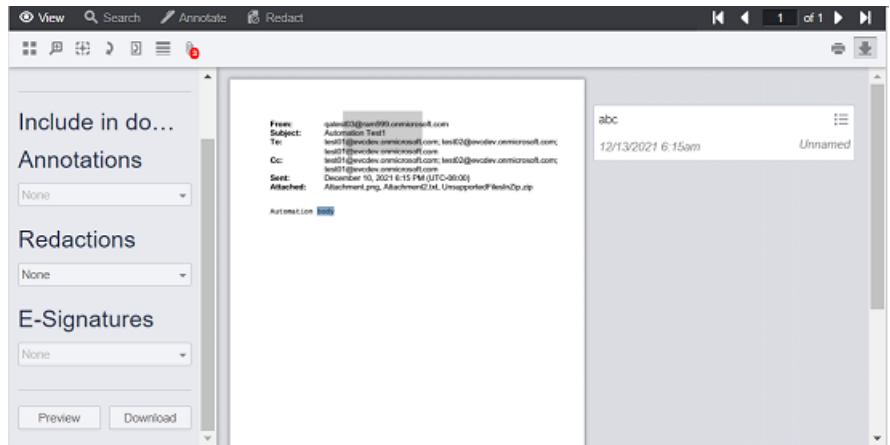 View Search Annotate Redact 1 of 1
Include in do...
Annotations
None
Redactions
None
E-Signatures
None
Preview Download
From: qatest03@ram999.onmicrosoft.com
Subject: Automation Test1
To: test01@evcdev.onmicrosoft.com; test02@evcdev.onmicrosoft.com;
test01@evcdev.onmicrosoft.com
Cc: test01@evcdev.onmicrosoft.com; test02@evcdev.onmicrosoft.com;
test01@evcdev.onmicrosoft.com
Sent: December 10, 2021 6:15 PM (UTC-08:00)
Attached: Attachment.png, Attachment2.txt, UnsupportedFilesInZip.zip
Automation body
abc
12/13/2021 6:15am Unnamed